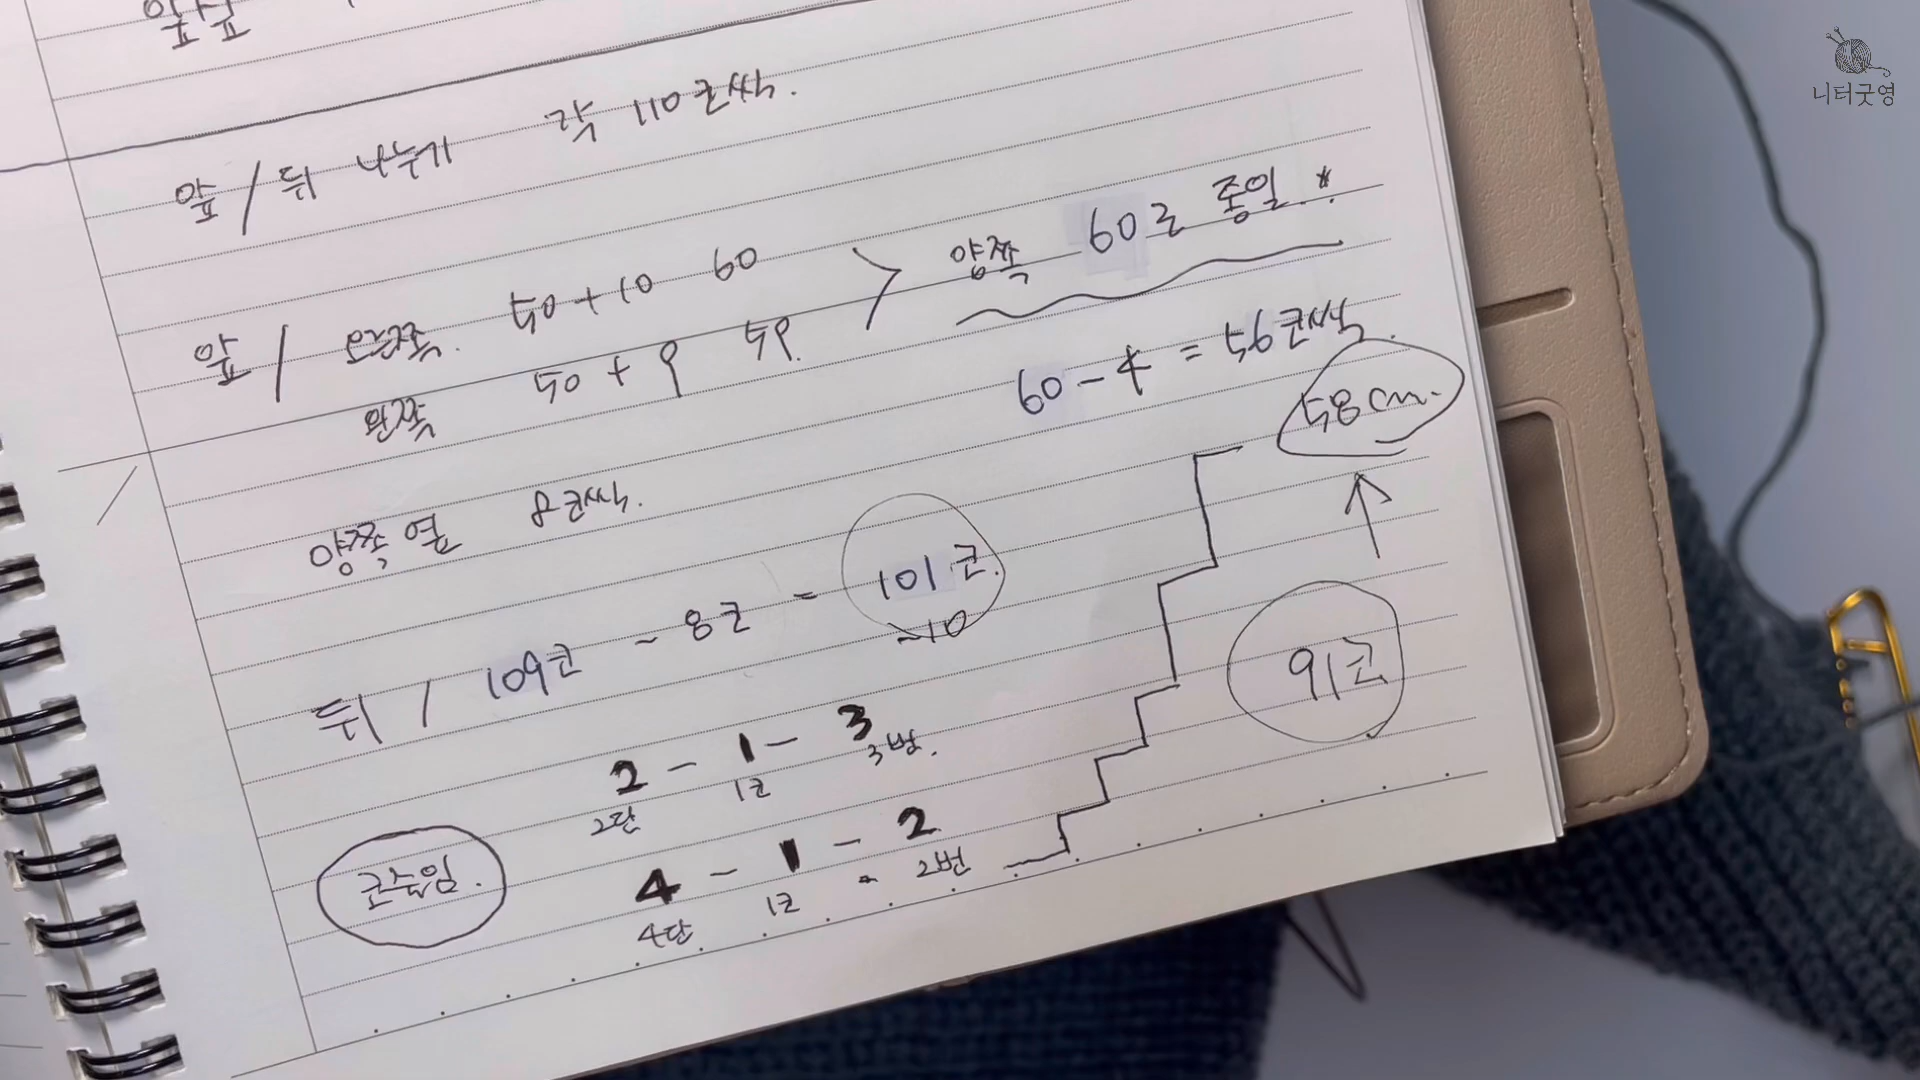 니터굿영
앞/뒤 나누기 각 110코씩.
앞/ 오른쪽. 50+10 60
왼쪽 50+9 59.
> 양쪽 60로 통일.*
60-4=56코씩.
58cm.
양쪽 옆 8코씩.
뒤/ 109코 - 8코 = 101코.
-10
91코
2 - 1 - 3
2단 1코 3번.
4 - 1 - 2
4단 1코 2번
코줄임.